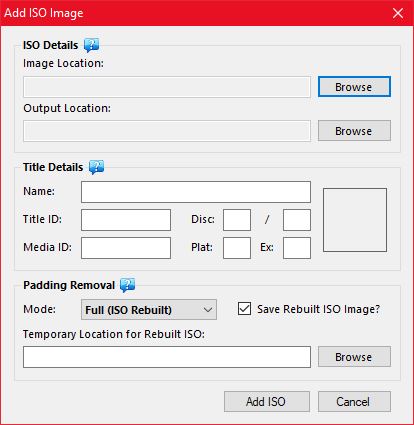 Add ISO Image
ISO Details
Image Location:
Browse
Output Location:
Browse
Title Details
Name:
Title ID: Disc: /
Media ID: Plat: Ex:
Padding Removal
Mode: Full (ISO Rebuilt) Save Rebuilt ISO Image?
Temporary Location for Rebuilt ISO:
Browse
Add ISO Cancel